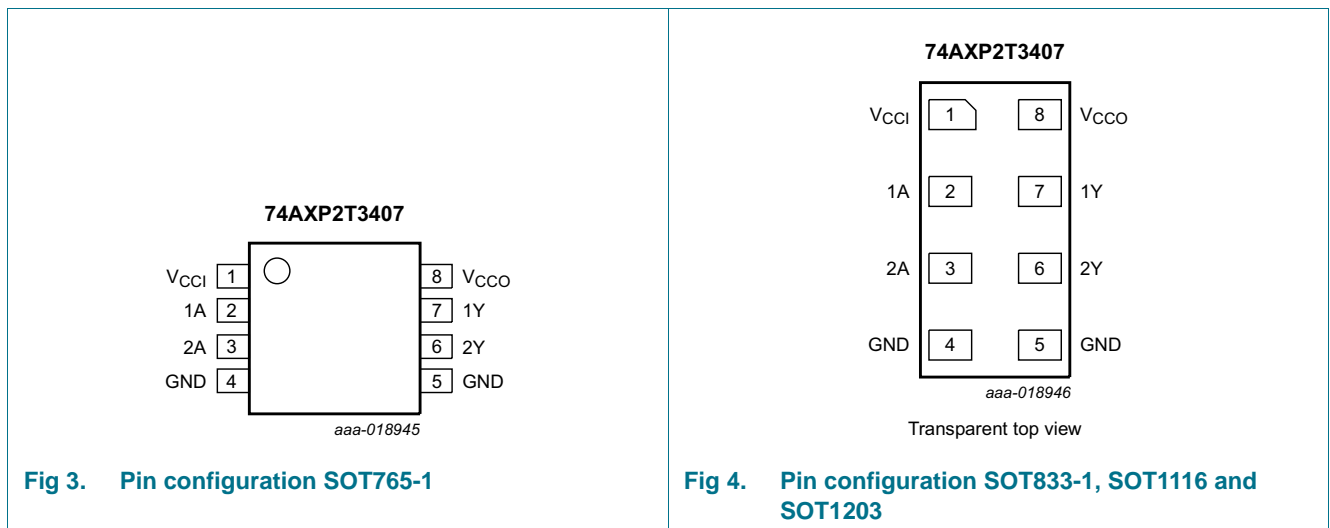 74AXP2T3407
VCCI 1 8 VCCO
1A 2 7 1Y
2A 3 6 2Y
GND 4 5 GND
aaa-018945
Fig 3. Pin configuration SOT765-1
74AXP2T3407
VCCI 1 8 VCCO
1A 2 7 1Y
2A 3 6 2Y
GND 4 5 GND
aaa-018946
Transparent top view
Fig 4. Pin configuration SOT833-1, SOT1116 and
SOT1203